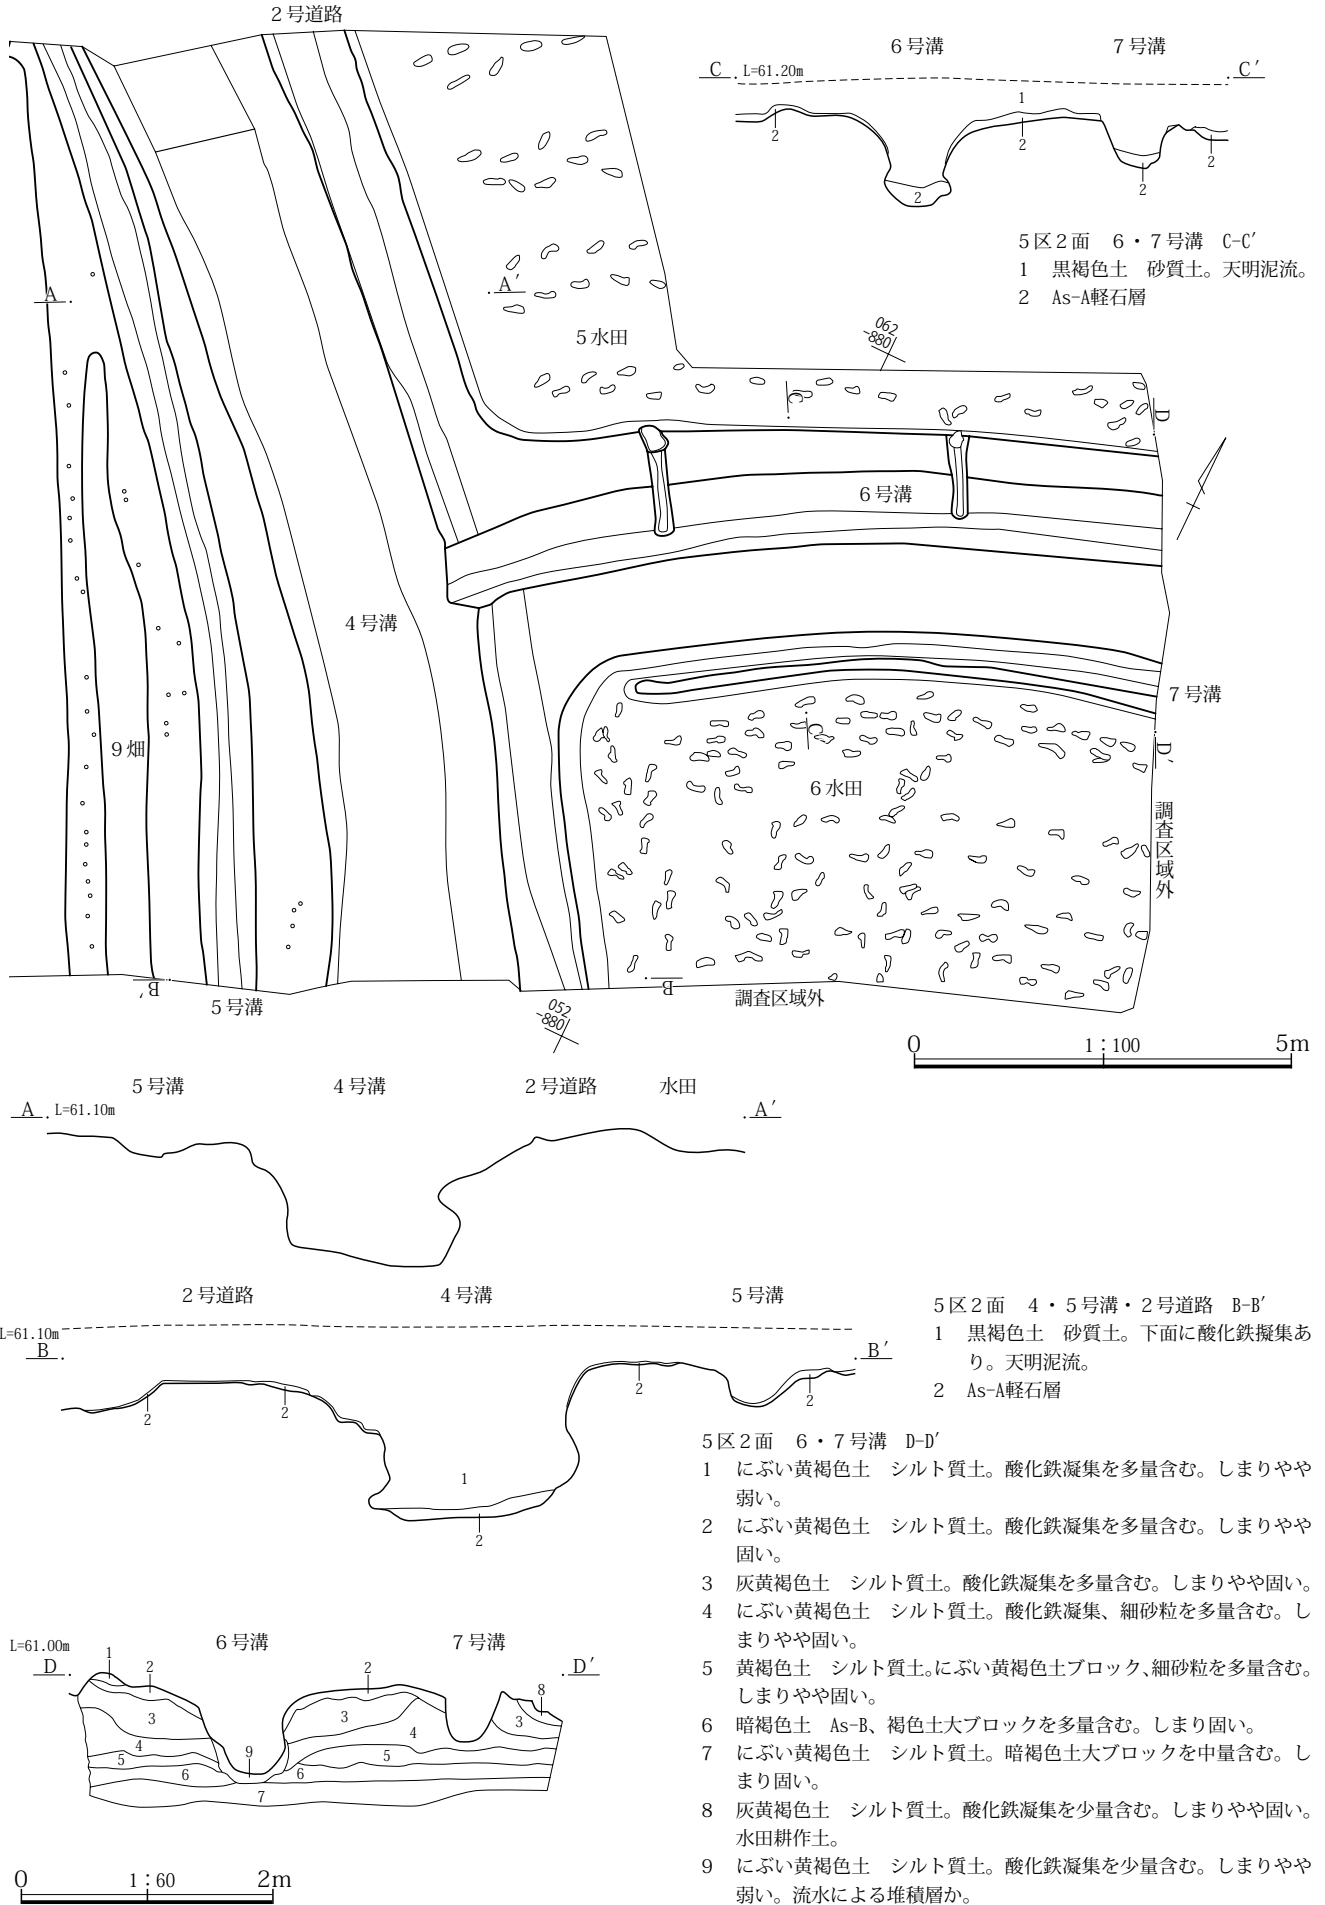 ２号道路
６号溝　７号溝
C　L=61.20m　C′
1
2
2
2
2
2
５区２面　６・７号溝　C-C′
1　黒褐色土　砂質土。天明泥流。
2　As-A軽石層
A
A′
５水田
062
-880
C
D
６号溝
４号溝
７号溝
C′
D′
９畑
６水田
調査区域外
B′
B
５号溝
調査区域外
052
-880
0　1：100　5m
５号溝　４号溝　２号道路　水田
A　L=61.10m　A′
２号道路　４号溝　５号溝
L=61.10m
B　B′
2
2
2
2
1
2
５区２面　４・５号溝・２号道路　B-B′
1　黒褐色土　砂質土。下面に酸化鉄擬集あ
り。天明泥流。
2　As-A軽石層
５区２面　６・７号溝　D-D′
1　にぶい黄褐色土　シルト質土。酸化鉄凝集を多量含む。しまりやや
弱い。
2　にぶい黄褐色土　シルト質土。酸化鉄凝集を多量含む。しまりやや
固い。
3　灰黄褐色土　シルト質土。酸化鉄凝集を多量含む。しまりやや固い。
4　にぶい黄褐色土　シルト質土。酸化鉄凝集、細砂粒を多量含む。し
まりやや固い。
5　黄褐色土　シルト質土。にぶい黄褐色土ブロック、細砂粒を多量含む。
しまりやや固い。
6　暗褐色土　As-B、褐色土大ブロックを多量含む。しまり固い。
7　にぶい黄褐色土　シルト質土。暗褐色土大ブロックを中量含む。し
まり固い。
8　灰黄褐色土　シルト質土。酸化鉄凝集を少量含む。しまりやや固い。
水田耕作土。
9　にぶい黄褐色土　シルト質土。酸化鉄凝集を少量含む。しまりやや
弱い。流水による堆積層か。
L=61.00m　６号溝　７号溝
D　D′
1
2
2
8
3
3
3
4
4
9
5
5
6
6
7
0　1：60　2m